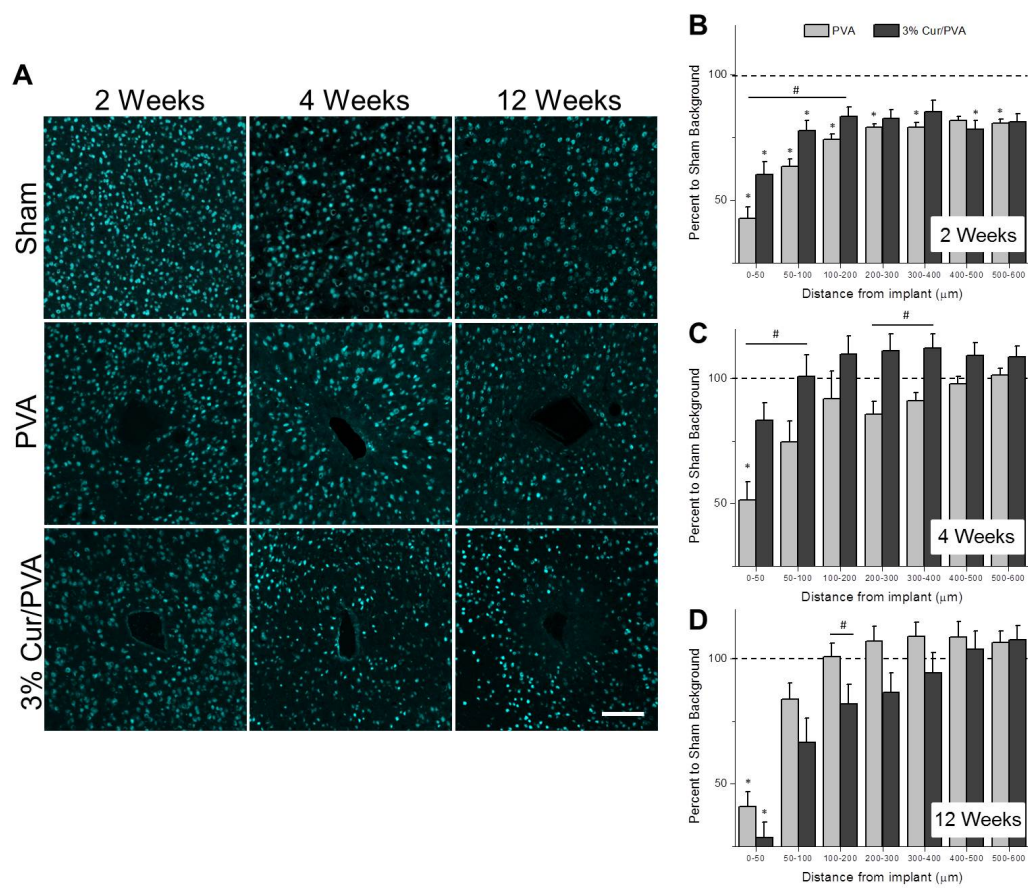 A
2 Weeks 4 Weeks 12 Weeks
Sham
PVA
3% Cur/PVA
B
PVA 3% Cur/PVA
Percent to Sham Background
100
50
#
* * * * * * * * * *
2 Weeks
0-50 50-100 100-200 200-300 300-400 400-500 500-600
Distance from implant (µm)
C
Percent to Sham Background
100
50
# #
*
4 Weeks
0-50 50-100 100-200 200-300 300-400 400-500 500-600
Distance from implant (µm)
D
Percent to Sham Background
100
50
#
* *
12 Weeks
0-50 50-100 100-200 200-300 300-400 400-500 500-600
Distance from implant (µm)